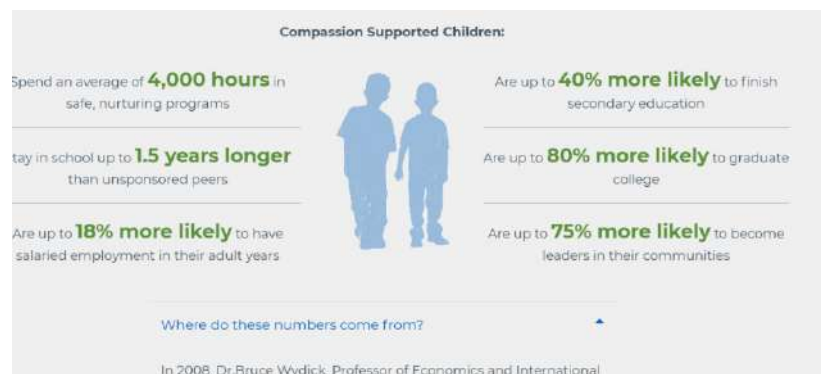 Compassion Supported Children:
Spend an average of 4,000 hours in
safe, nurturing programs
tay in school up to 1.5 years longer
than unsponsored peers
Are up to 18% more likely to have
salaried employment in their adult years
Are up to 40% more likely to finish
secondary education
Are up to 80% more likely to graduate
college
Are up to 75% more likely to become
leaders in their communities
Where do these numbers come from?
In 2008, Dr.Bruce Wydick, Professor of Economics and International